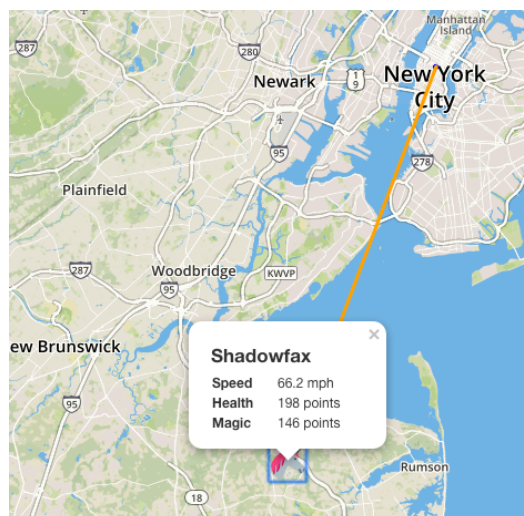 Manhattan
Island
287
280
Newark
1
9
New York
City
95
278
Plainfield
287
Woodbridge
KWVP
95
95
ew Brunswick
×
Shadowfax
Speed 66.2 mph
Health 198 points
Magic 146 points
95
18
Rumson